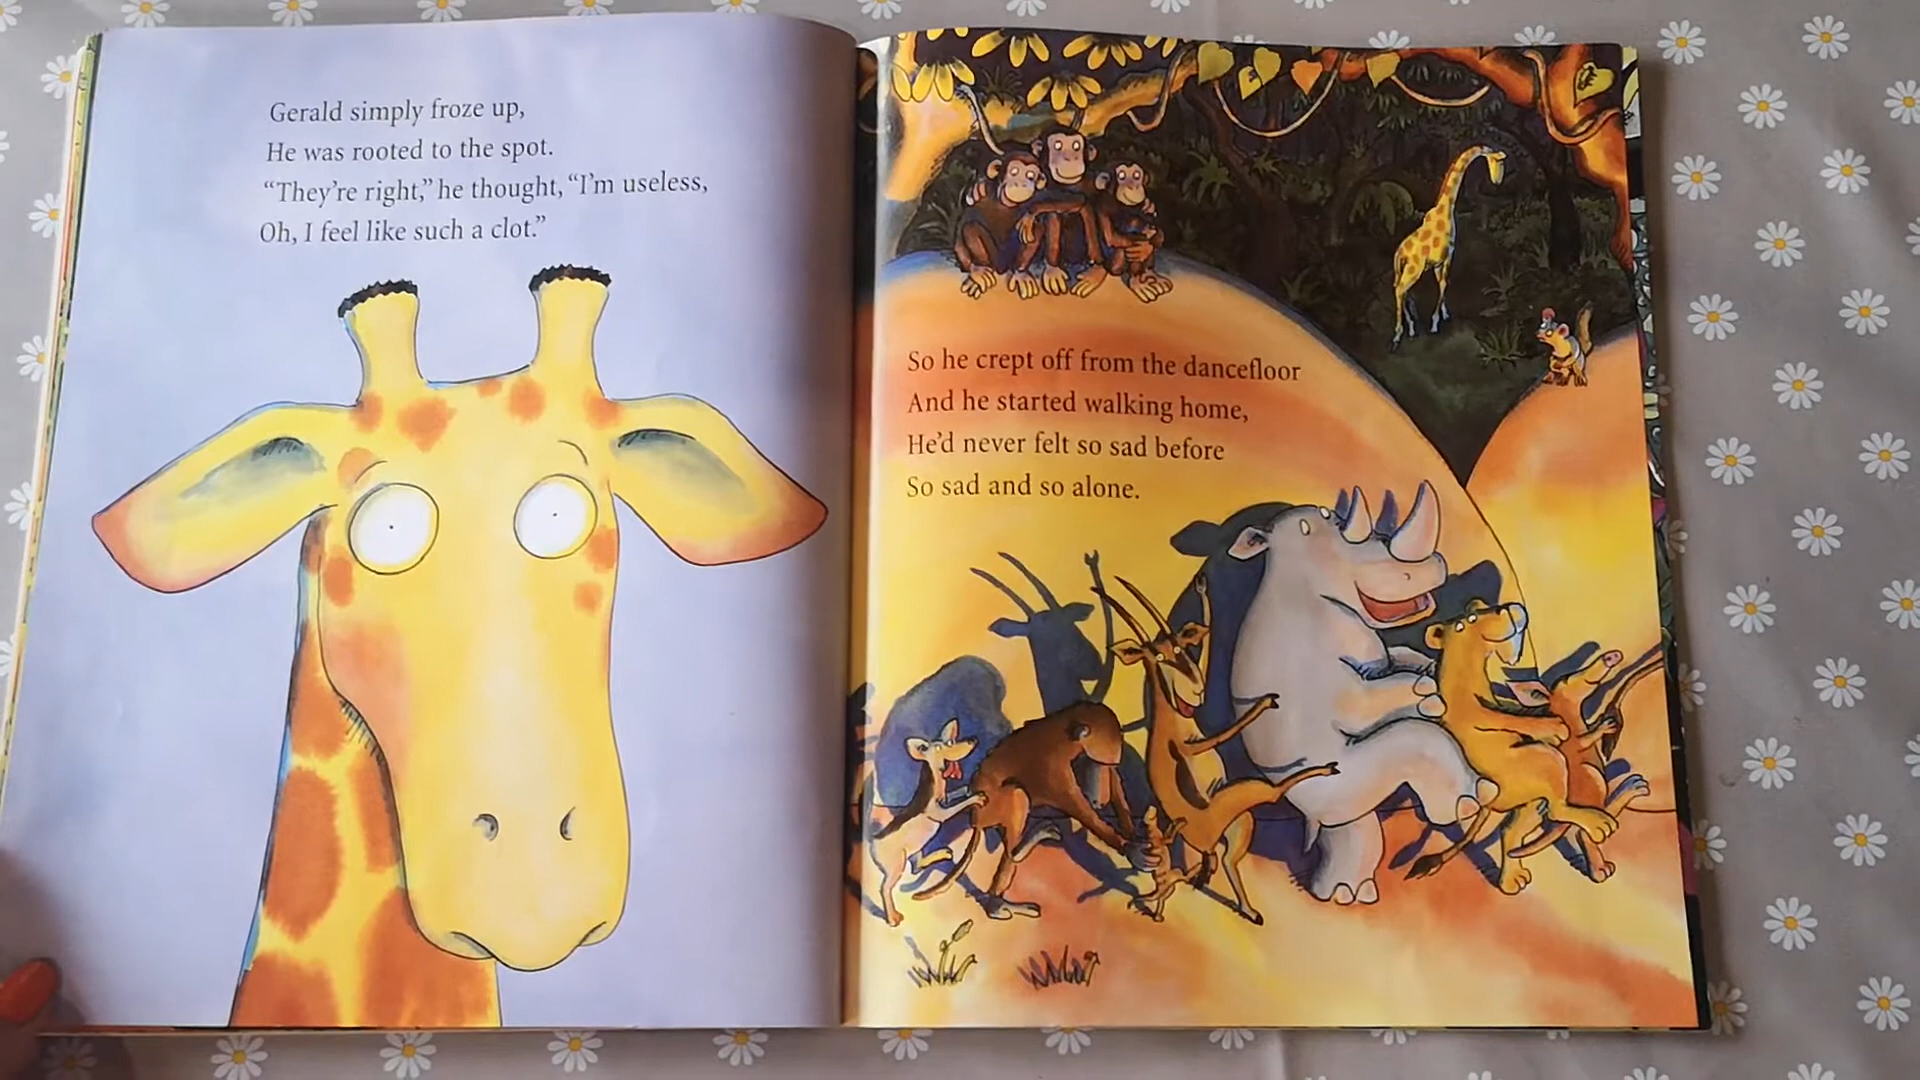 Gerald simply froze up,
He was rooted to the spot.
“They’re right,” he thought, “I’m useless,
Oh, I feel like such a clot.”
So he crept off from the dancefloor
And he started walking home,
He’d never felt so sad before
So sad and so alone.